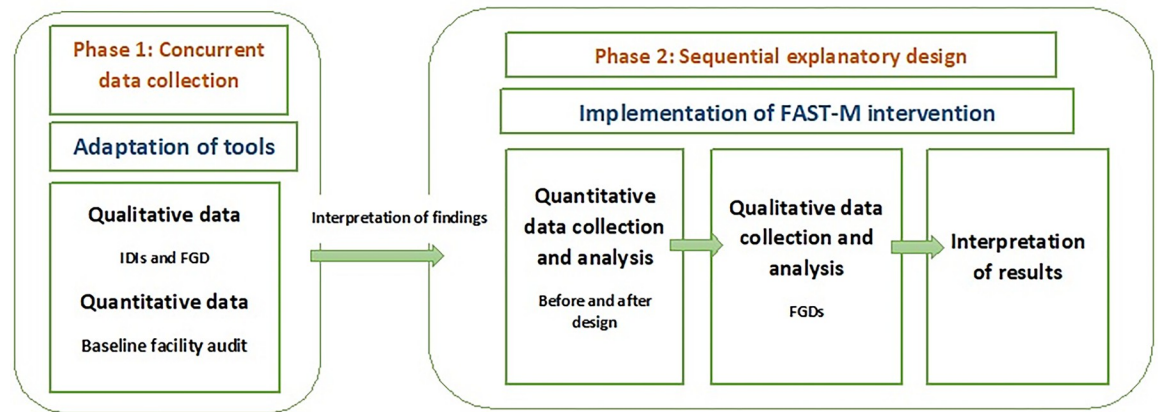 Phase 1: Concurrent
data collection
Adaptation of tools
Qualitative data
IDIs and FGD
Quantitative data
Baseline facility audit
Interpretation of findings
Phase 2: Sequential explanatory design
Implementation of FAST-M intervention
Quantitative
data collection
and analysis
Before and after
design
Qualitative data
collection and
analysis
FGDs
Interpretation
of results